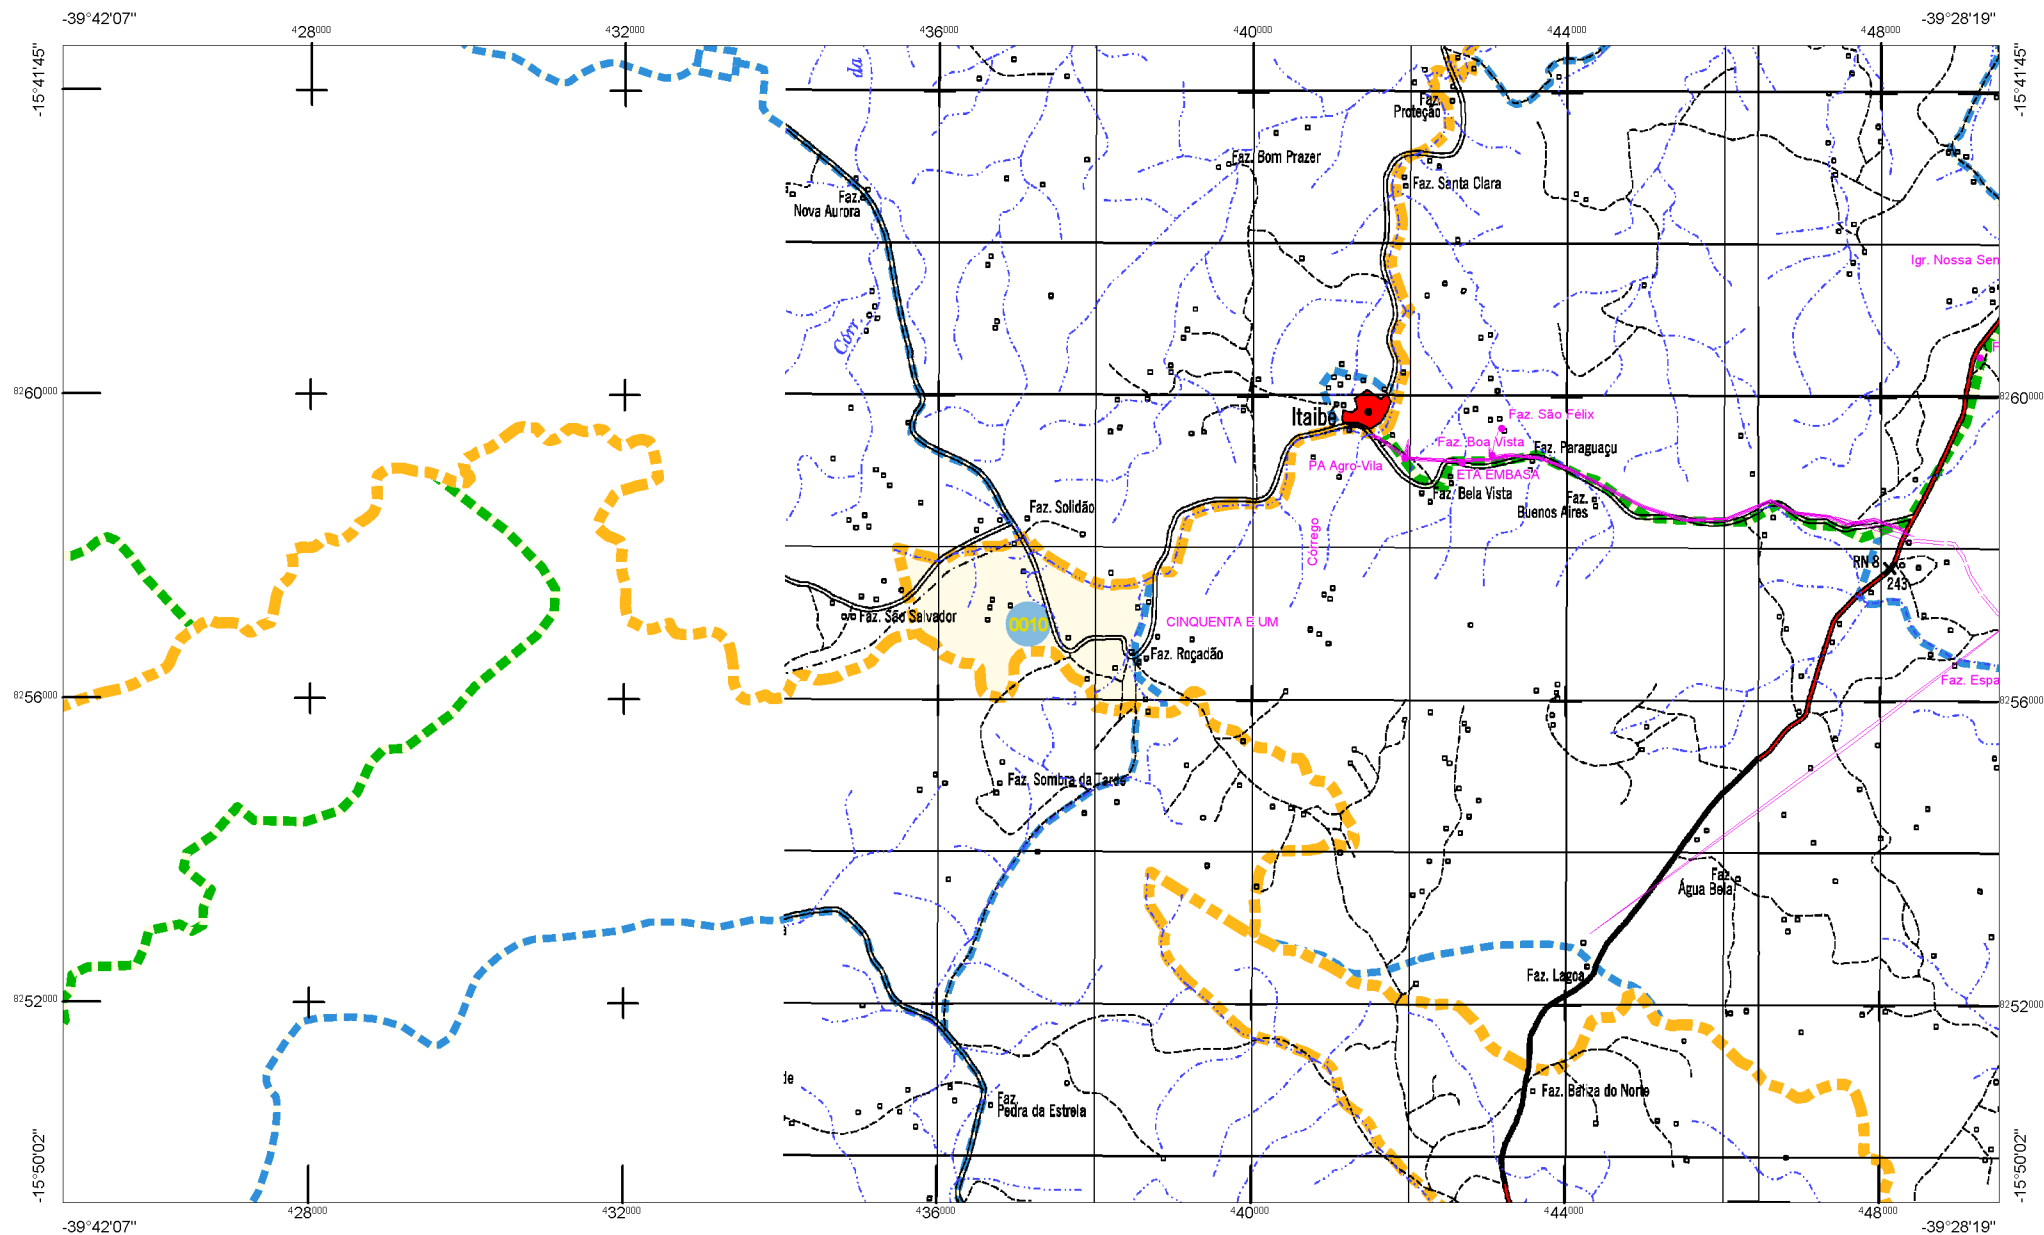 -39°42'07"
-39°28'19"
428000
432000
436000
440000
444000
448000
-15°41'45"
-15°41'45"
da
Faz.
Proteção
Faz. Bom Prazer
Faz. Santa Clara
Faz.
Nova Aurora
Igr. Nossa Sen
Córr.
8260000
8260000
Itaibó
Faz. São Félix
Faz. Boa Vista
Faz. Paraguaçu
PA Agro-Vila
ETA EMBASA
Faz. Bela Vista
Faz.
Buenos Aires
Faz. Solidão
Córrego
RN 8
243
Faz. São Salvador
0010
CINQUENTA E UM
Faz. Roçadão
8256000
8256000
Faz. Espa
Faz. Sombra da Tarde
Faz.
Água Bela
Faz. Lagoa
8252000
8252000
de
Faz. Baliza do Norte
Faz.
Pedra da Estrela
-15°50'02"
-15°50'02"
428000
432000
436000
440000
444000
448000
-39°42'07"
-39°28'19"